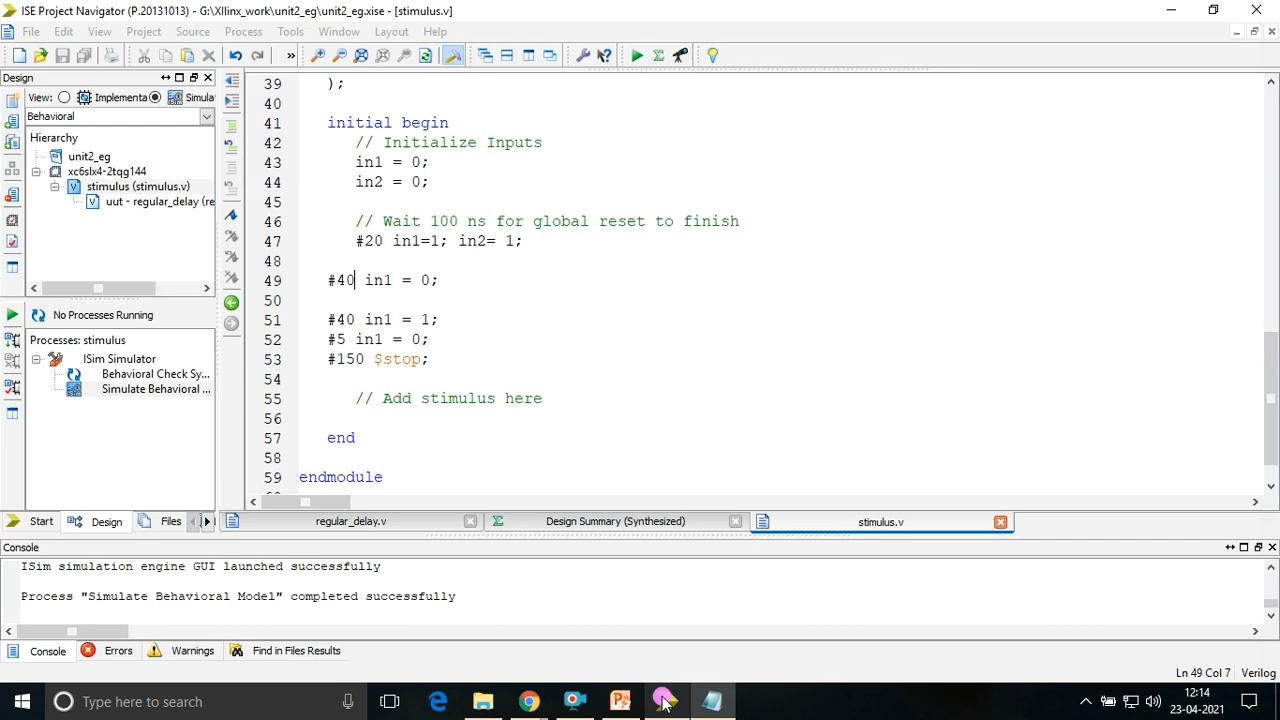 ISE Project Navigator (P.20131013) - G:\XIlinx_work\unit2_eg\unit2_eg.xise - [stimulus.v]
File Edit View Project Source Process Tools Window Layout Help
Design
View: Implementa Simula
Behavioral
Hierarchy
unit2_eg
xc6slx4-2tqg144
stimulus (stimulus.v)
uut - regular_delay (re
No Processes Running
Processes: stimulus
ISim Simulator
Behavioral Check Sy...
Simulate Behavioral ...
Start Design Files
39 );
40
41 initial begin
42 // Initialize Inputs
43 in1 = 0;
44 in2 = 0;
45
46 // Wait 100 ns for global reset to finish
47 #20 in1=1; in2= 1;
48
49 #40 in1 = 0;
50
51 #40 in1 = 1;
52 #5 in1 = 0;
53 #150 $stop;
54
55 // Add stimulus here
56
57 end
58
59 endmodule
regular_delay.v Design Summary (Synthesized) stimulus.v
Console
ISim simulation engine GUI launched successfully
Process "Simulate Behavioral Model" completed successfully
Console Errors Warnings Find in Files Results
Ln 49 Col 7 Verilog
Type here to search
12:14
23-04-2021